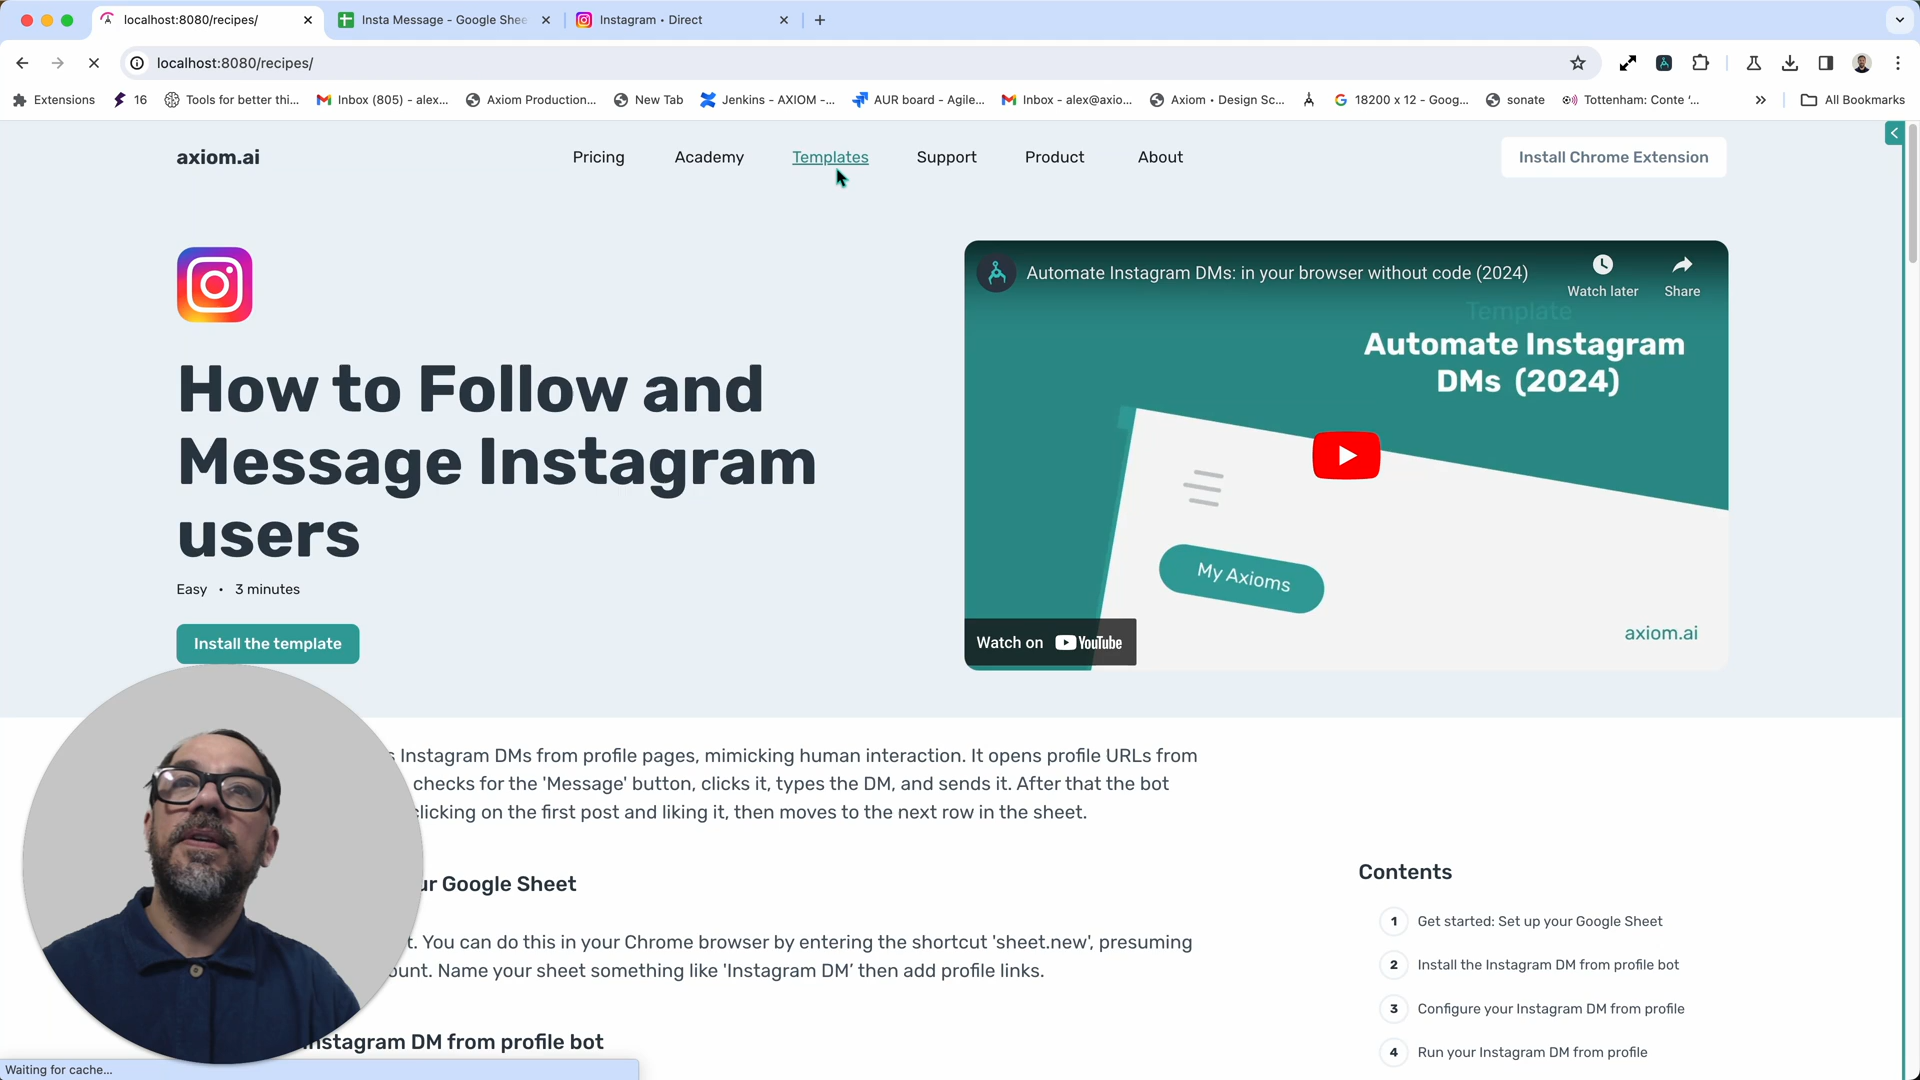 localhost:8080/recipes/
Insta Message - Google Shee
Instagram • Direct
localhost:8080/recipes/
Extensions
16
Tools for better thi...
Inbox (805) - alex...
Axiom Production...
New Tab
Jenkins - AXIOM -...
AUR board - Agile...
Inbox - alex@axio...
Axiom • Design Sc...
18200 x 12 - Goog...
sonate
Tottenham: Conte ‘...
All Bookmarks
axiom.ai
Pricing
Academy
Templates
Support
Product
About
Install Chrome Extension
How to Follow and
Message Instagram
users
Easy • 3 minutes
Install the template
Automate Instagram DMs: in your browser without code (2024)
Watch later
Share
Template
Automate Instagram
DMs (2024)
My Axioms
Watch on YouTube
axiom.ai
Instagram DMs from profile pages, mimicking human interaction. It opens profile URLs from
checks for the 'Message' button, clicks it, types the DM, and sends it. After that the bot
clicking on the first post and liking it, then moves to the next row in the sheet.
Google Sheet
You can do this in your Chrome browser by entering the shortcut 'sheet.new', presuming
Name your sheet something like 'Instagram DM’ then add profile links.
Instagram DM from profile bot
Contents
1 Get started: Set up your Google Sheet
2 Install the Instagram DM from profile bot
3 Configure your Instagram DM from profile
4 Run your Instagram DM from profile
Waiting for cache...